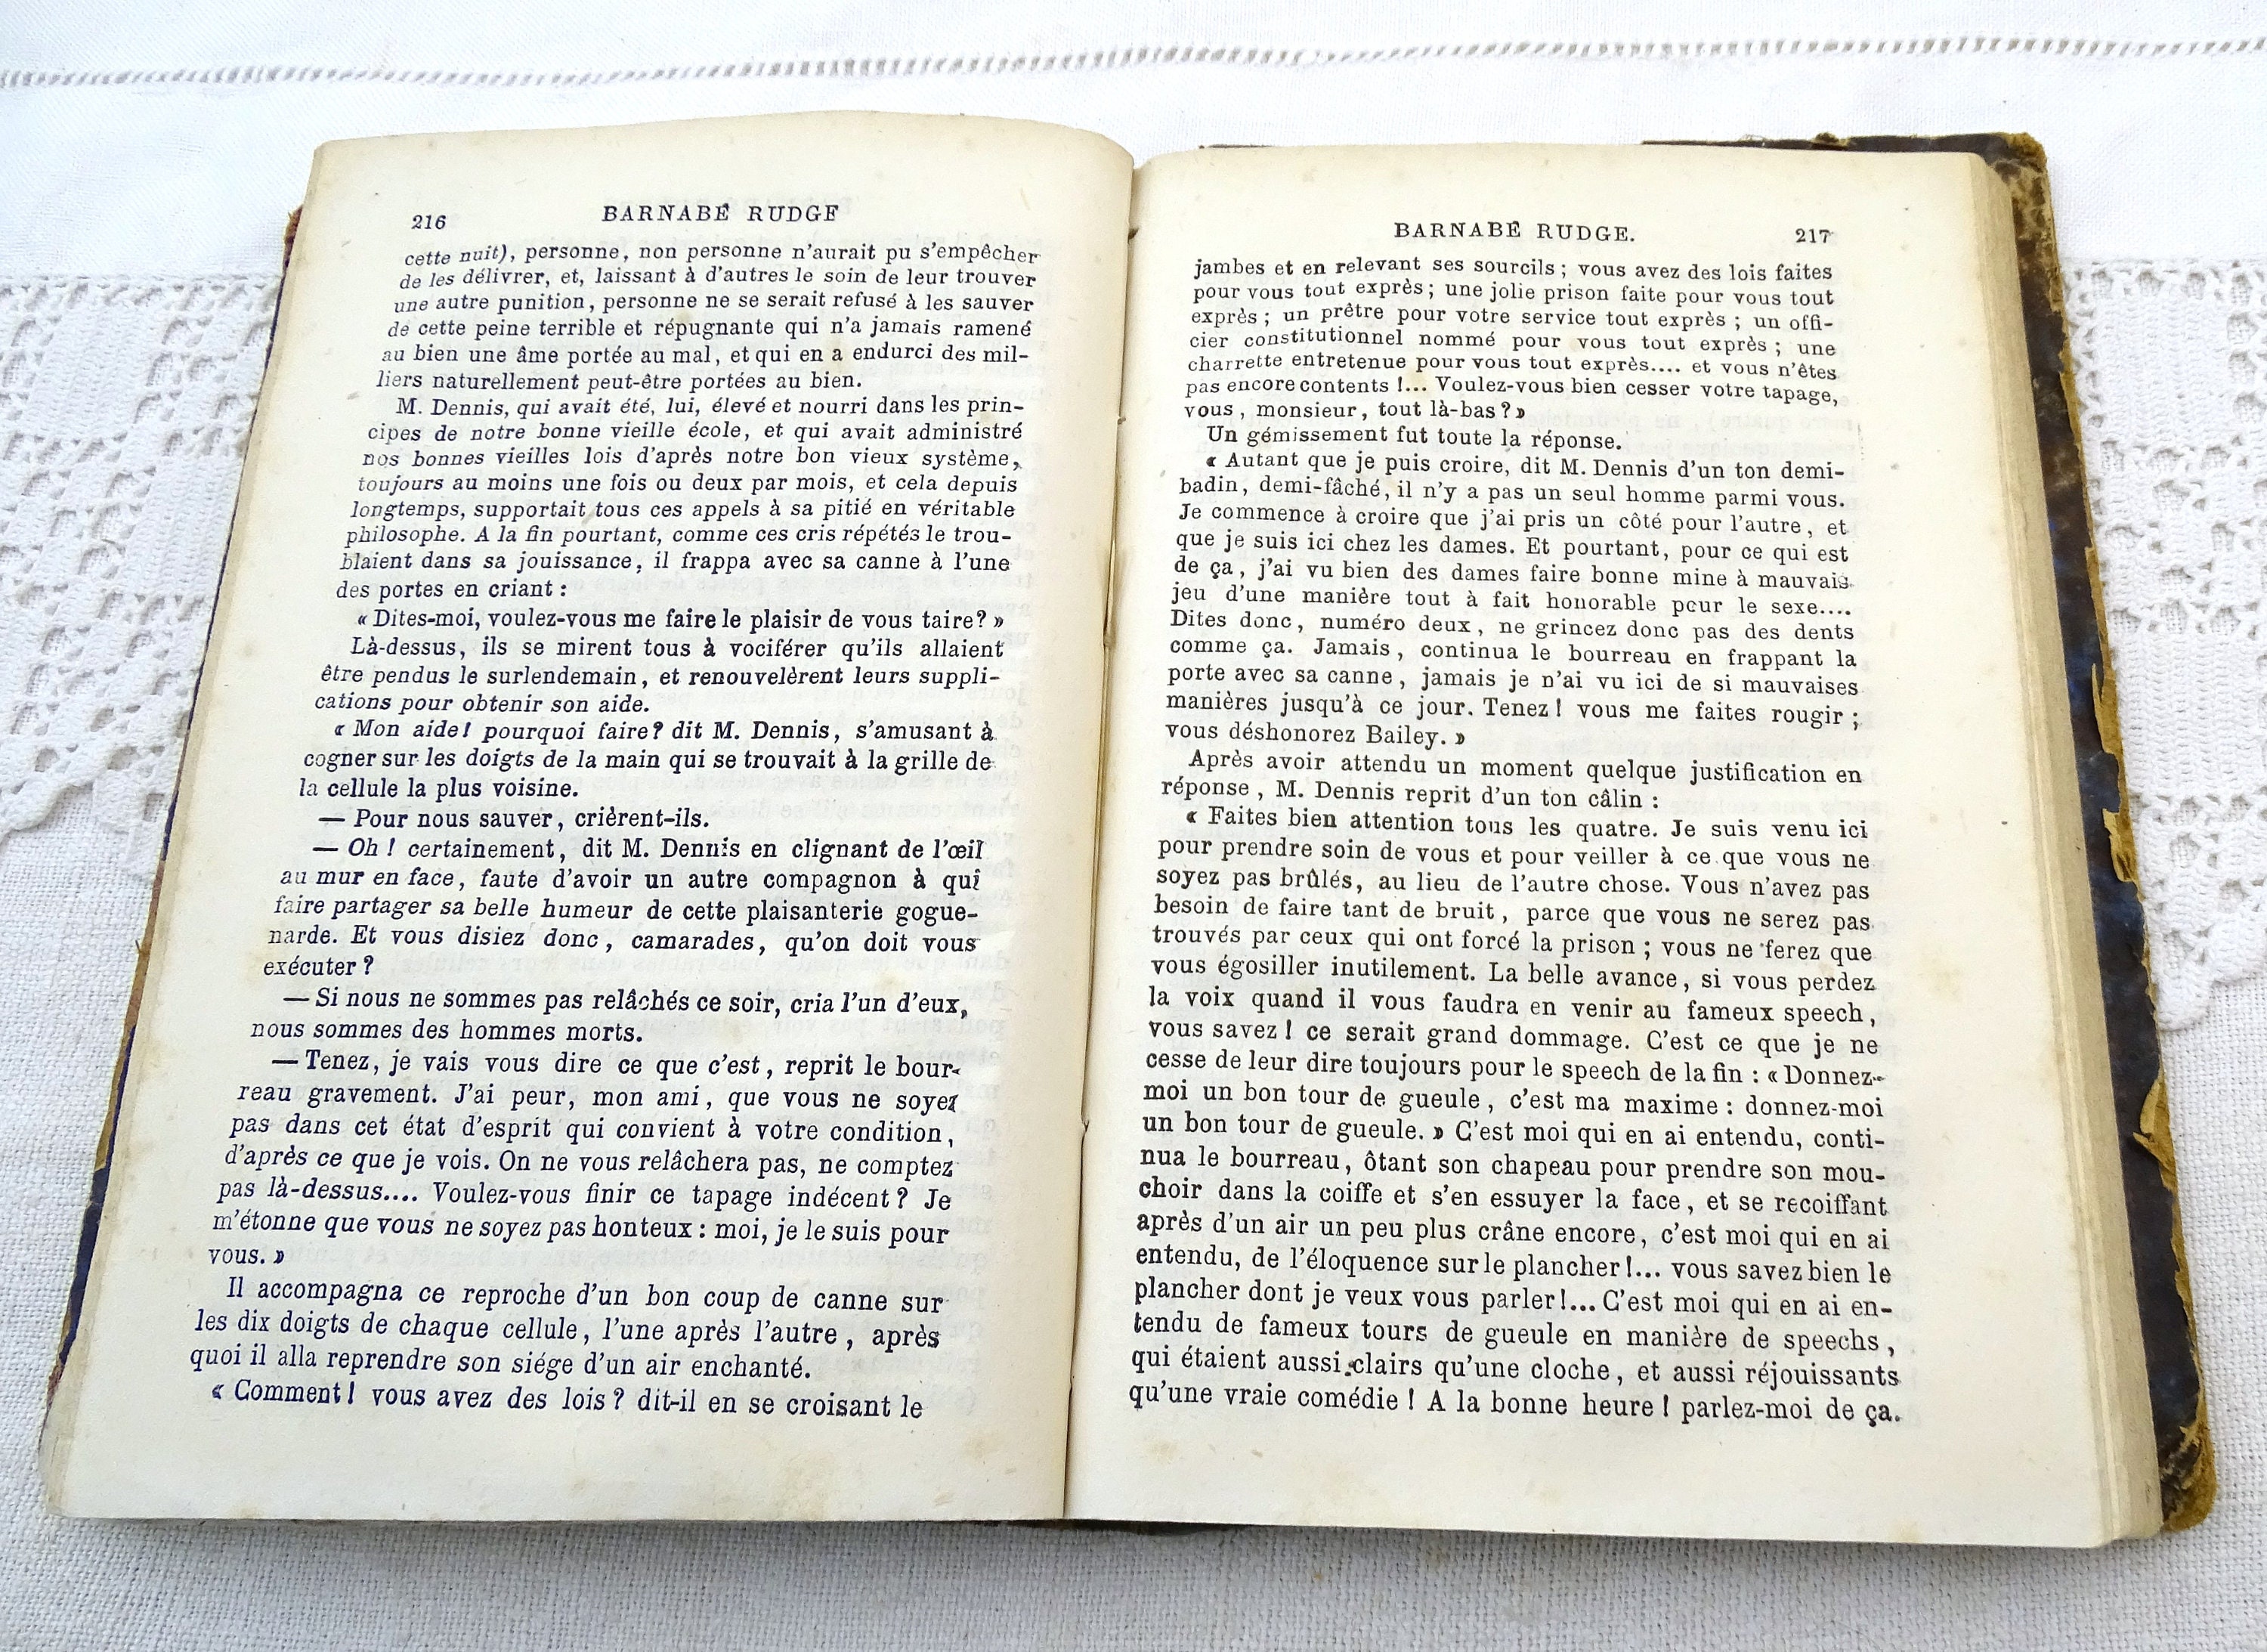 216 BARNABÉ RUDGE
cette nuit), personne, non personne n'aurait pu s'empêcher
de les délivrer, et, laissant à d'autres le soin de leur trouver
une autre punition, personne ne se serait refusé à les sauver
de cette peine terrible et répugnante qui n'a jamais ramené
au bien une âme portée au mal, et qui en a endurci des mil-
liers naturellement peut-être portées au bien.
M. Dennis, qui avait été, lui, élevé et nourri dans les prin-
cipes de notre bonne vieille école, et qui avait administré
nos bonnes vieilles lois d'après notre bon vieux système,
toujours au moins une fois ou deux par mois, et cela depuis
longtemps, supportait tous ces appels à sa pitié en véritable
philosophe. A la fin pourtant, comme ces cris répétés le trou-
blaient dans sa jouissance, il frappa avec sa canne à l'une
des portes en criant :
« Dites-moi, voulez-vous me faire le plaisir de vous taire? »
Là-dessus, ils se mirent tous à vociférer qu'ils allaient
être pendus le surlendemain, et renouvelèrent leurs suppli-
cations pour obtenir son aide.
« Mon aide! pourquoi faire? dit M. Dennis, s'amusant à
cogner sur les doigts de la main qui se trouvait à la grille de
la cellule la plus voisine.
— Pour nous sauver, crièrent-ils.
— Oh ! certainement, dit M. Dennis en clignant de l'œil
au mur en face, faute d'avoir un autre compagnon à qui
faire partager sa belle humeur de cette plaisanterie gogue-
narde. Et vous disiez donc, camarades, qu'on doit vous
exécuter ?
— Si nous ne sommes pas relâchés ce soir, cria l'un d'eux,
nous sommes des hommes morts.
— Tenez, je vais vous dire ce que c'est, reprit le bour-
reau gravement. J'ai peur, mon ami, que vous ne soyez
pas dans cet état d'esprit qui convient à votre condition,
d'après ce que je vois. On ne vous relâchera pas, ne comptez
pas là-dessus.... Voulez-vous finir ce tapage indécent? Je
m'étonne que vous ne soyez pas honteux : moi, je le suis pour
vous. »
Il accompagna ce reproche d'un bon coup de canne sur
les dix doigts de chaque cellule, l'une après l'autre, après
quoi il alla reprendre son siége d'un air enchanté.
« Comment! vous avez des lois? dit-il en se croisant le
BARNABÉ RUDGE. 217
jambes et en relevant ses sourcils ; vous avez des lois faites
pour vous tout exprès ; une jolie prison faite pour vous tout
exprès ; un prêtre pour votre service tout exprès ; un offi-
cier constitutionnel nommé pour vous tout exprès ; une
charrette entretenue pour vous tout exprès.... et vous n'êtes
pas encore contents !... Voulez-vous bien cesser votre tapage,
vous, monsieur, tout là-bas ? »
Un gémissement fut toute la réponse.
« Autant que je puis croire, dit M. Dennis d'un ton demi-
badin, demi-fâché, il n'y a pas un seul homme parmi vous.
Je commence à croire que j'ai pris un côté pour l'autre, et
que je suis ici chez les dames. Et pourtant, pour ce qui est
de ça, j'ai vu bien des dames faire bonne mine à mauvais
jeu d'une manière tout à fait honorable pour le sexe....
Dites donc, numéro deux, ne grincez donc pas des dents
comme ça. Jamais, continua le bourreau en frappant la
porte avec sa canne, jamais je n'ai vu ici de si mauvaises
manières jusqu'à ce jour. Tenez! vous me faites rougir ;
vous déshonorez Bailey. »
Après avoir attendu un moment quelque justification en
réponse, M. Dennis reprit d'un ton câlin :
« Faites bien attention tous les quatre. Je suis venu ici
pour prendre soin de vous et pour veiller à ce que vous ne
soyez pas brûlés, au lieu de l'autre chose. Vous n'avez pas
besoin de faire tant de bruit, parce que vous ne serez pas
trouvés par ceux qui ont forcé la prison ; vous ne ferez que
vous égosiller inutilement. La belle avance, si vous perdez
la voix quand il vous faudra en venir au fameux speech,
vous savez! ce serait grand dommage. C'est ce que je ne
cesse de leur dire toujours pour le speech de la fin : « Donnez-
moi un bon tour de gueule, c'est ma maxime : donnez-moi
un bon tour de gueule. » C'est moi qui en ai entendu, conti-
nua le bourreau, ôtant son chapeau pour prendre son mou-
choir dans la coiffe et s'en essuyer la face, et se recoiffant
après d'un air un peu plus crâne encore, c'est moi qui en ai
entendu, de l'éloquence sur le plancher!... vous savez bien le
plancher dont je veux vous parler!... C'est moi qui en ai en-
tendu de fameux tours de gueule en manière de speechs,
qui étaient aussi clairs qu'une cloche, et aussi réjouissants
qu'une vraie comédie ! A la bonne heure ! parlez-moi de ça.